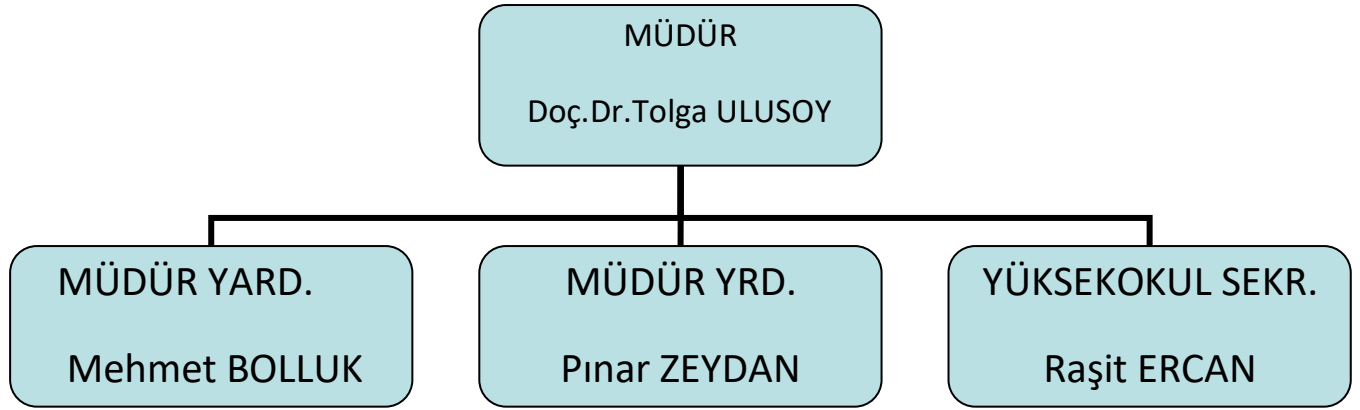 MÜDÜR
Doç.Dr.Tolga ULUSOY
MÜDÜR YARD.
Mehmet BOLLUK
MÜDÜR YRD.
Pınar ZEYDAN
YÜKSEKOKUL SEKR.
Raşit ERCAN